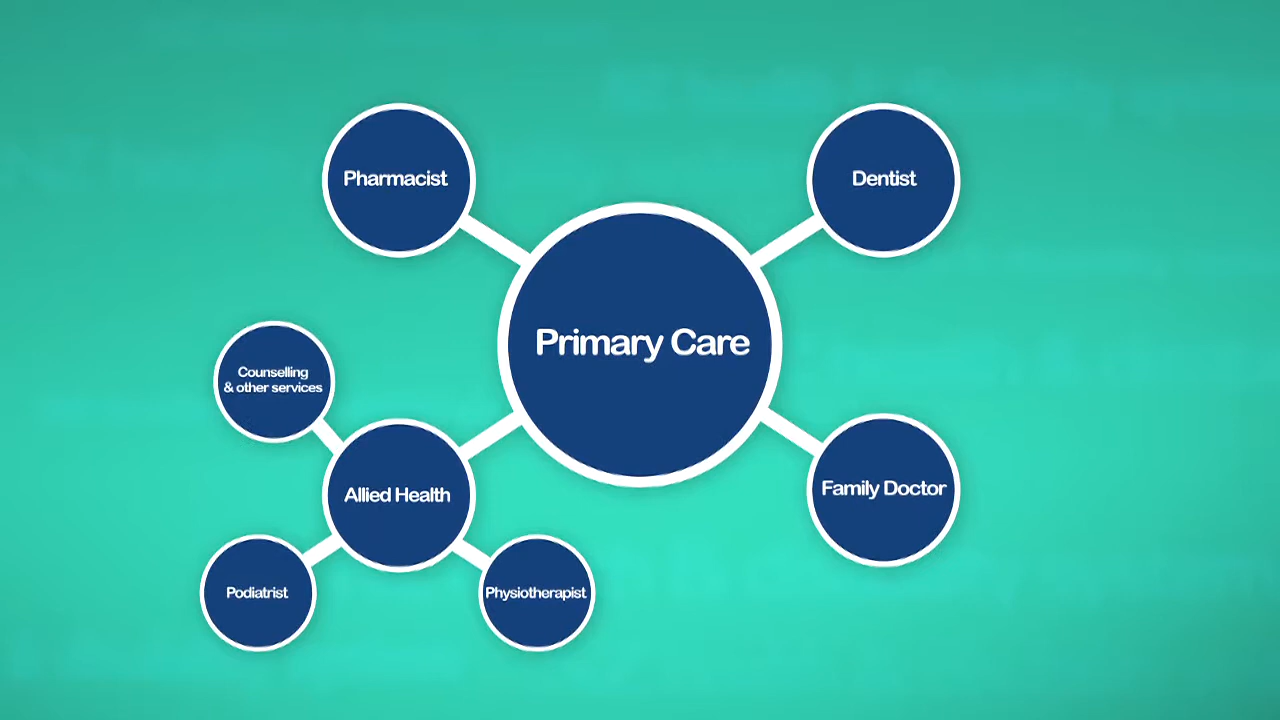 Pharmacist
Dentist
Primary Care
Counselling
& other services
Allied Health
Family Doctor
Podiatrist
Physiotherapist